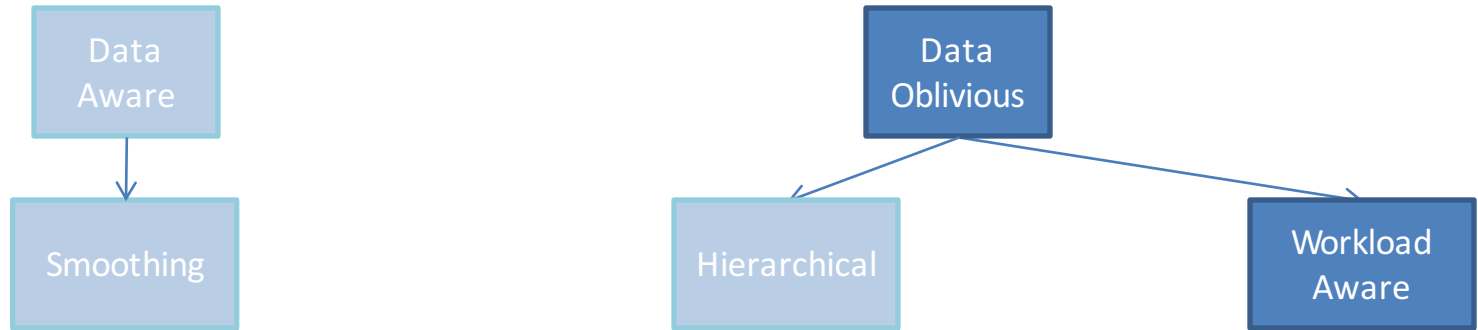 Data
Aware
Data
Oblivious
Smoothing
Hierarchical
Workload
Aware